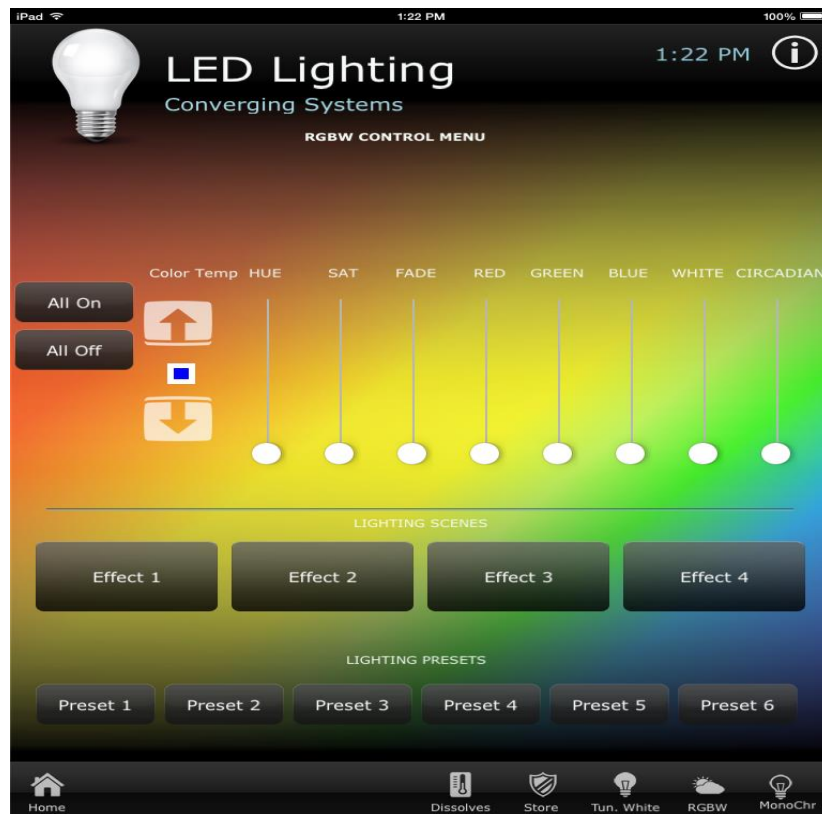 iPad 1:22 PM 100%
LED Lighting 1:22 PM
Converging Systems
RGBW CONTROL MENU
Color Temp HUE SAT FADE RED GREEN BLUE WHITE CIRCADIAN
All On
All Off
LIGHTING SCENES
Effect 1 Effect 2 Effect 3 Effect 4
LIGHTING PRESETS
Preset 1 Preset 2 Preset 3 Preset 4 Preset 5 Preset 6
Home Dissolves Store Tun. White RGBW MonoChr